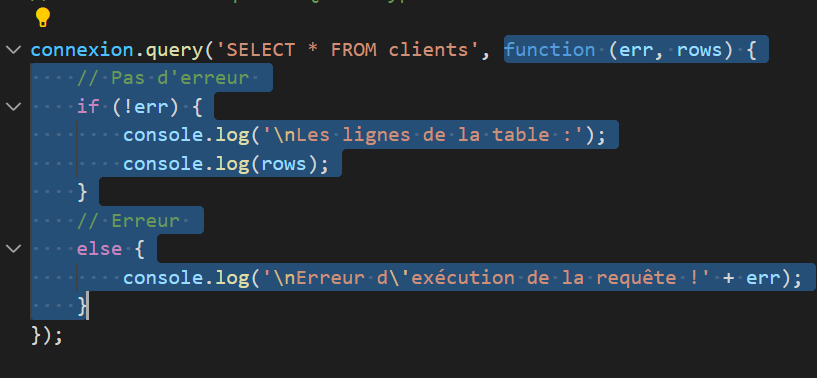 connexion.query('SELECT * FROM clients', function (err, rows) {
    // Pas d'erreur
    if (!err) {
        console.log('\nLes lignes de la table :');
        console.log(rows);
    }
    // Erreur
    else {
        console.log('\nErreur d\'exécution de la requête !' + err);
    }
});